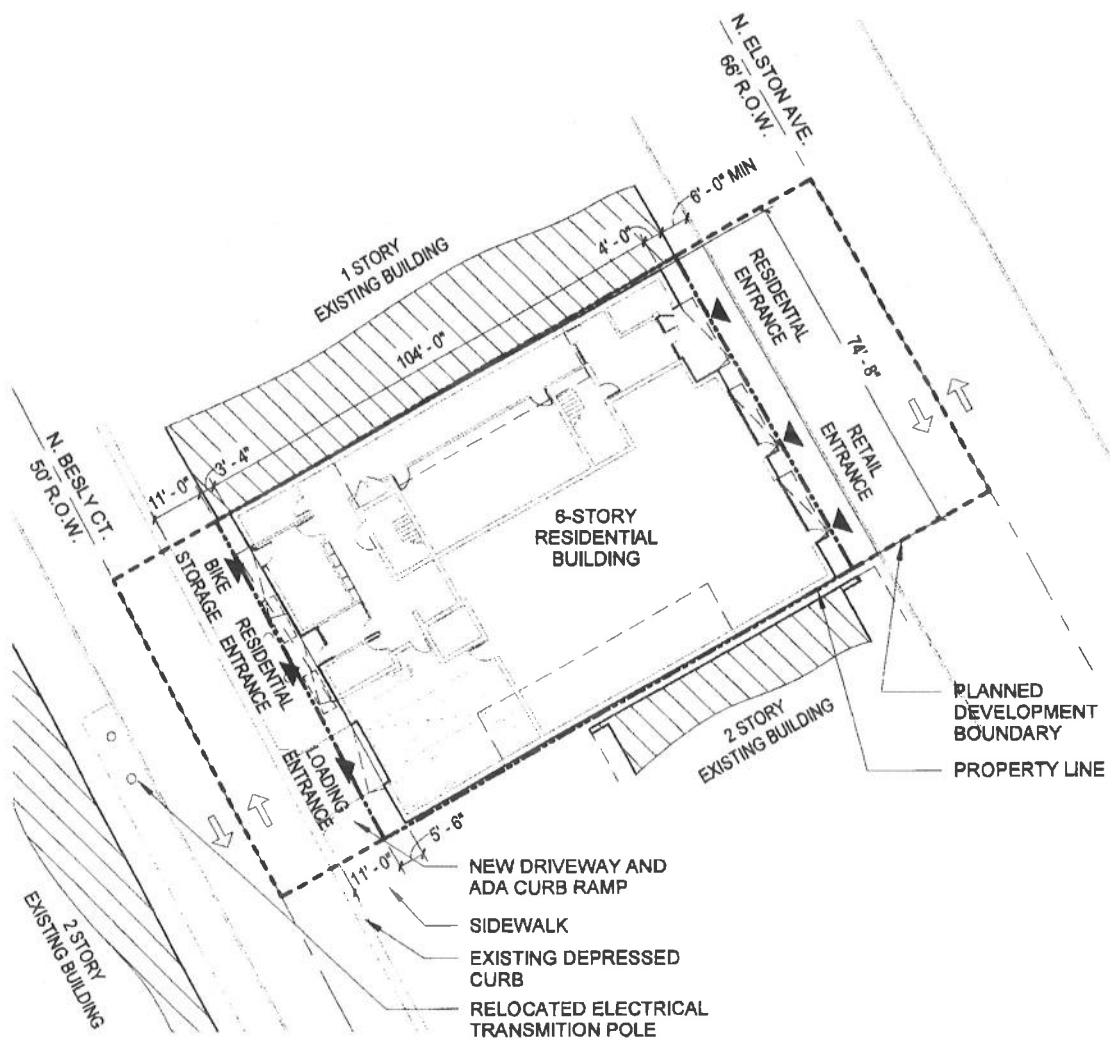 N. ELSTON AVE.
66' R.O.W.
6' - 0" MIN
4' - 0"
1 STORY
EXISTING BUILDING
104' - 0"
RESIDENTIAL
ENTRANCE
74' - 8"
RETAIL
ENTRANCE
N. BESLY CT.
50' R.O.W.
11' - 0"
3' - 4"
6-STORY
RESIDENTIAL
BUILDING
BIKE
STORAGE
RESIDENTIAL
ENTRANCE
LOADING
ENTRANCE
2 STORY
EXISTING BUILDING
PLANNED
DEVELOPMENT
BOUNDARY
PROPERTY LINE
5' - 6"
11' - 0"
NEW DRIVEWAY AND
ADA CURB RAMP
SIDEWALK
EXISTING DEPRESSED
CURB
RELOCATED ELECTRICAL
TRANSMITION POLE
2 STORY
EXISTING BUILDING